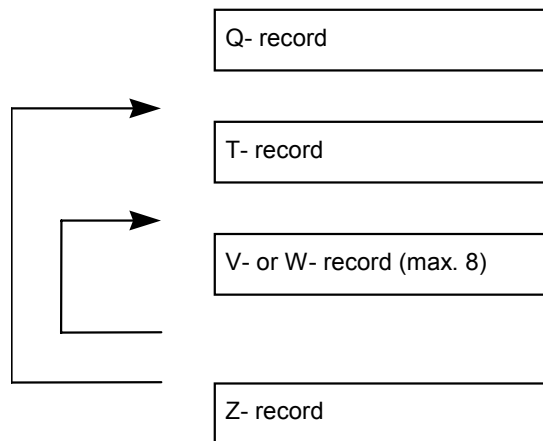 Q- record
T- record
V- or W- record (max. 8)
Z- record